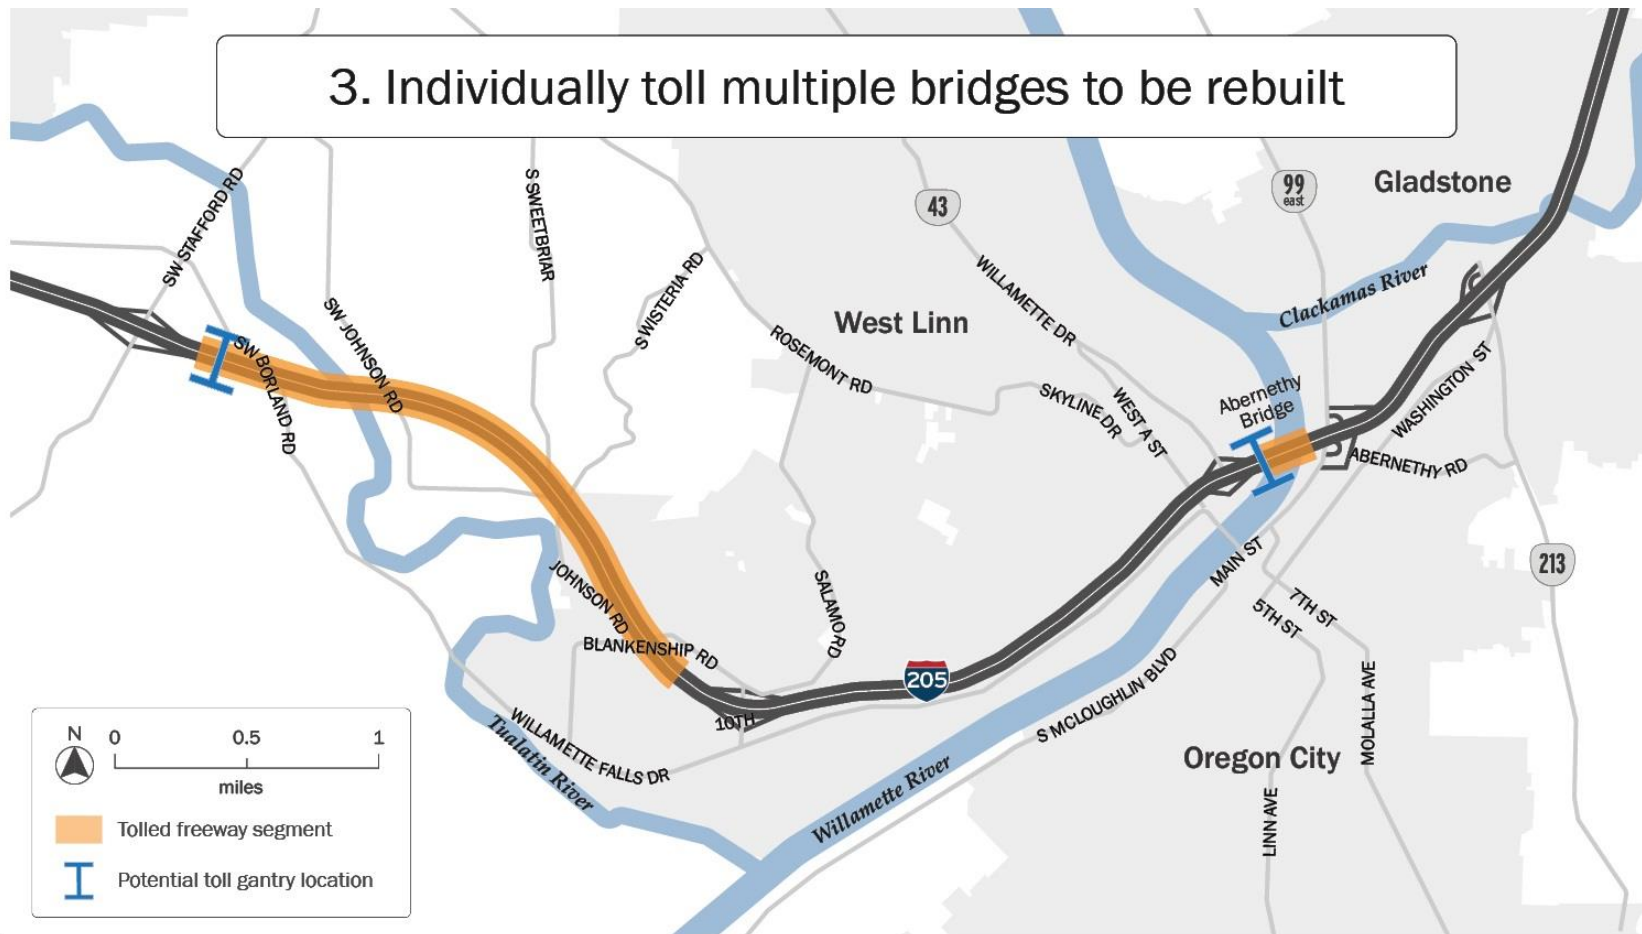 3. Individually toll multiple bridges to be rebuilt
SW STAFFORD RD
S SWEETBRIAR
43
99
east
Gladstone
Clackamas River
SW BORLAND RD
SW JOHNSON RD
S WISTERIA RD
West Linn
ROSEMONT RD
WILLAMETTE DR
SKYLINE DR
WEST A ST
Abernethy
Bridge
WASHINGTON ST
ABERNETHY RD
213
MAIN ST
7TH ST
5TH ST
JOHNSON RD
BLANKENSHIP RD
SALAMO RD
205
10TH
WILLAMETTE FALLS DR
Tualatin River
Willamette River
S MCLOUGHLIN BLVD
MOLALLA AVE
Oregon City
LINN AVE
N
0 0.5 1
miles
Tolled freeway segment
Potential toll gantry location